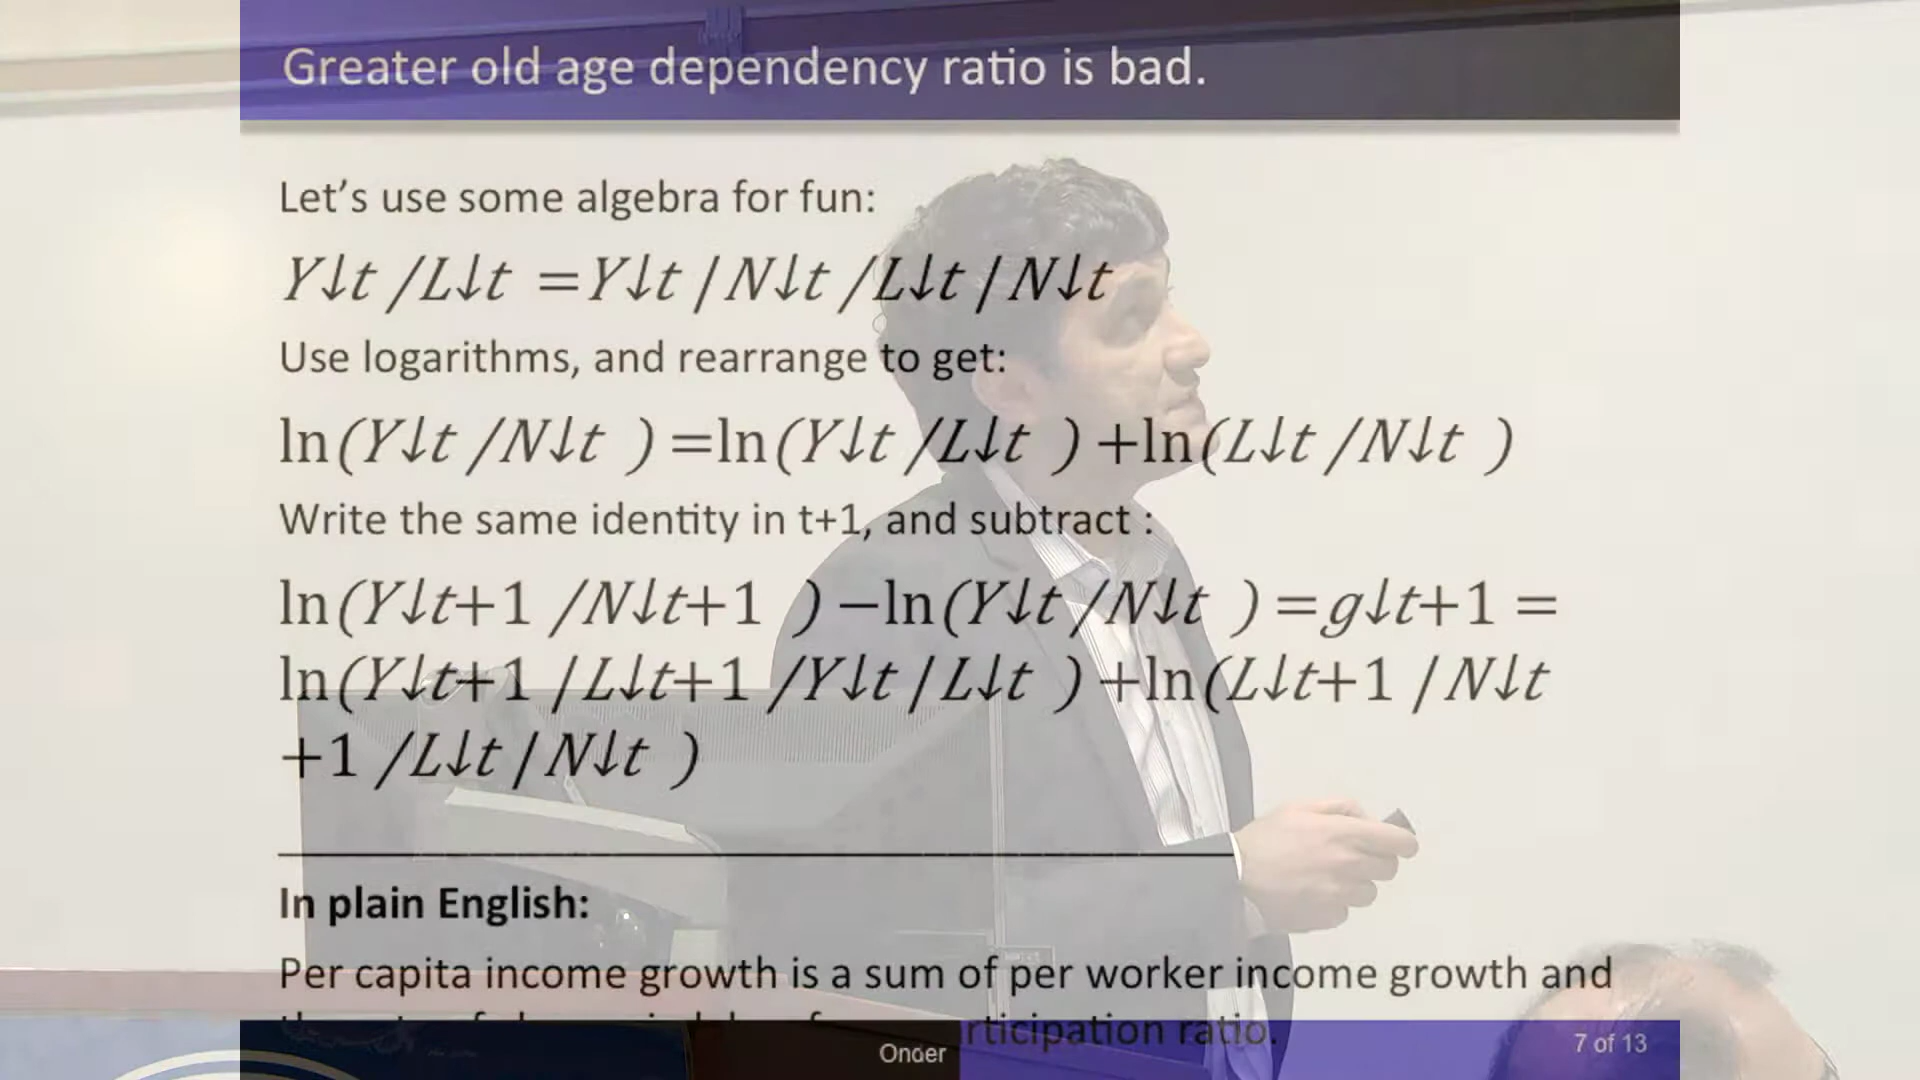 Greater old age dependency ratio is bad.
Let's use some algebra for fun:
Y↓t /L↓t =Y↓t /N↓t /L↓t /N↓t
Use logarithms, and rearrange to get:
ln(Y↓t /N↓t ) =ln(Y↓t /L↓t ) +ln(L↓t /N↓t )
Write the same identity in t+1, and subtract :
ln(Y↓t+1 /N↓t+1 ) −ln(Y↓t /N↓t ) =g↓t+1 =
ln(Y↓t+1 /L↓t+1 /Y↓t /L↓t ) +ln(L↓t+1 /N↓t
+1 /L↓t /N↓t )
In plain English:
Per capita income growth is a sum of per worker income growth and
ratio.
Onder
7 of 13